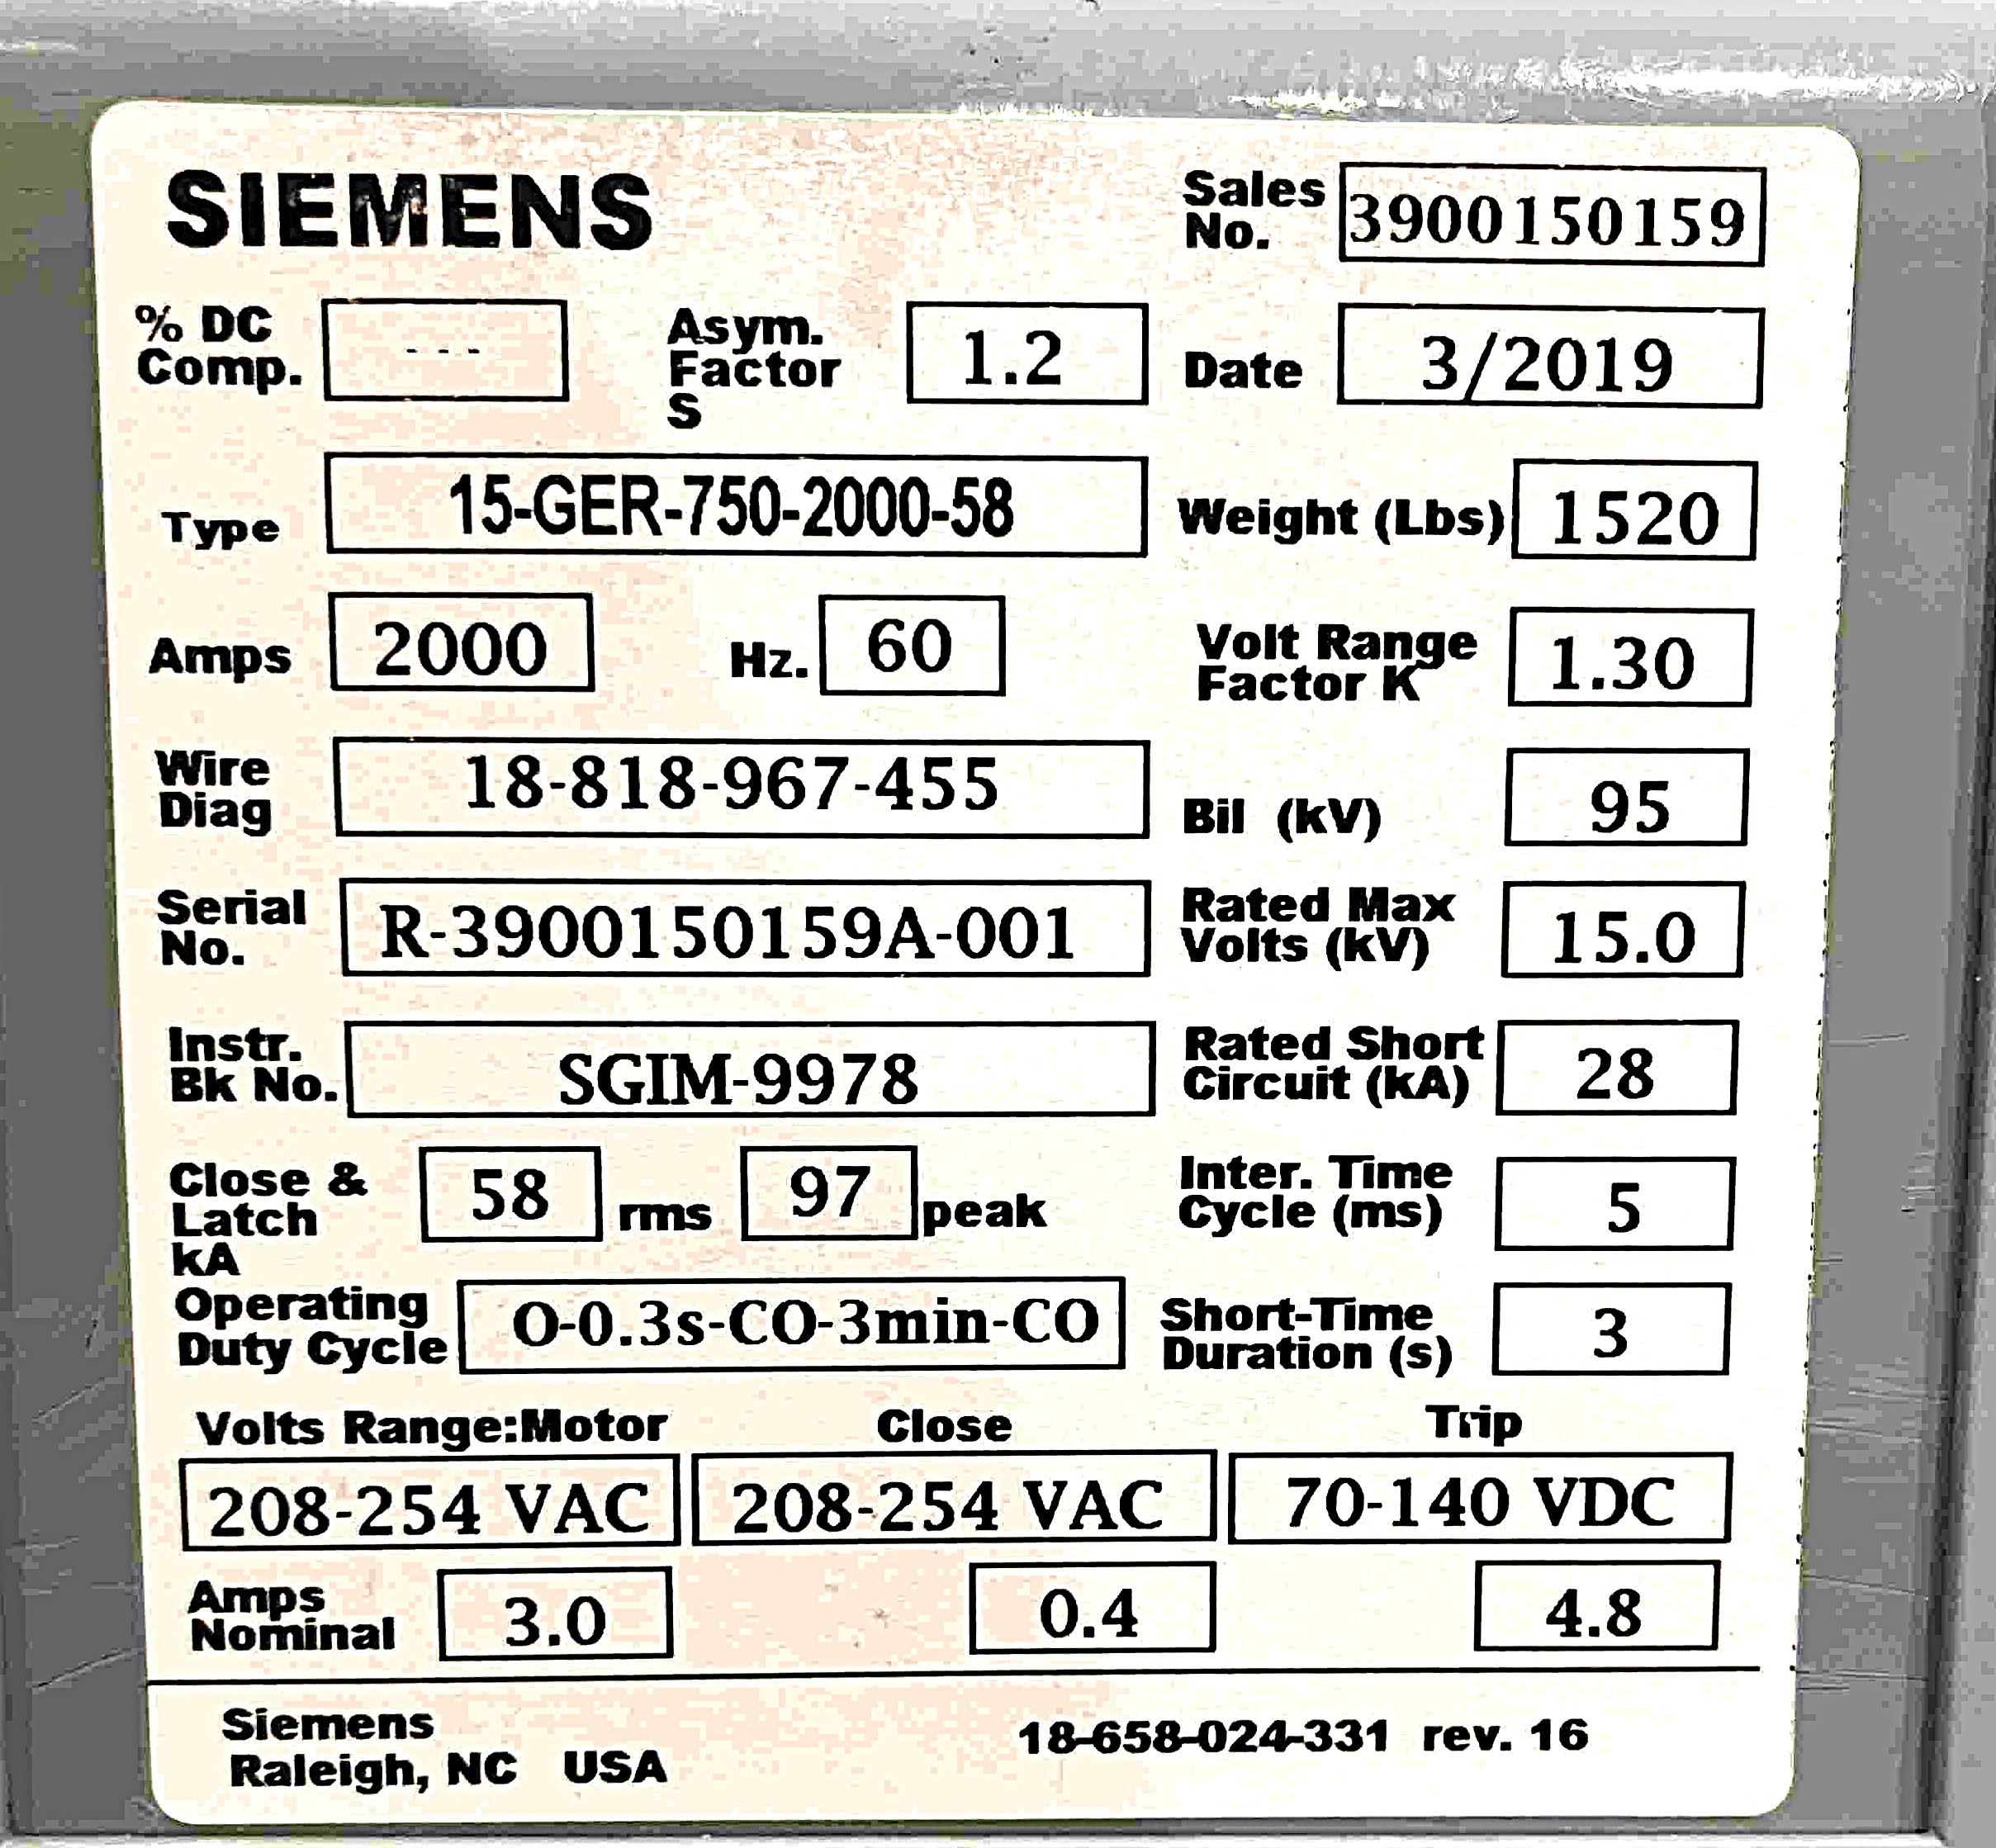 SIEMENS
Sales No. 3900150159
% DC Comp. ---
Asym. Factor S 1.2
Date 3/2019
Type 15-GER-750-2000-58
Weight (Lbs) 1520
Amps 2000
Hz. 60
Volt Range Factor K 1.30
Wire Diag 18-818-967-455
Bil (kV) 95
Serial No. R-3900150159A-001
Rated Max Volts (kV) 15.0
Instr. Bk No. SGIM-9978
Rated Short Circuit (kA) 28
Close & Latch kA 58 rms 97 peak
Inter. Time Cycle (ms) 5
Operating Duty Cycle O-0.3s-CO-3min-CO
Short-Time Duration (s) 3
Volts Range:Motor Close Trip
208-254 VAC 208-254 VAC 70-140 VDC
Amps Nominal 3.0 0.4 4.8
Siemens
Raleigh, NC USA
18-658-024-331 rev. 16